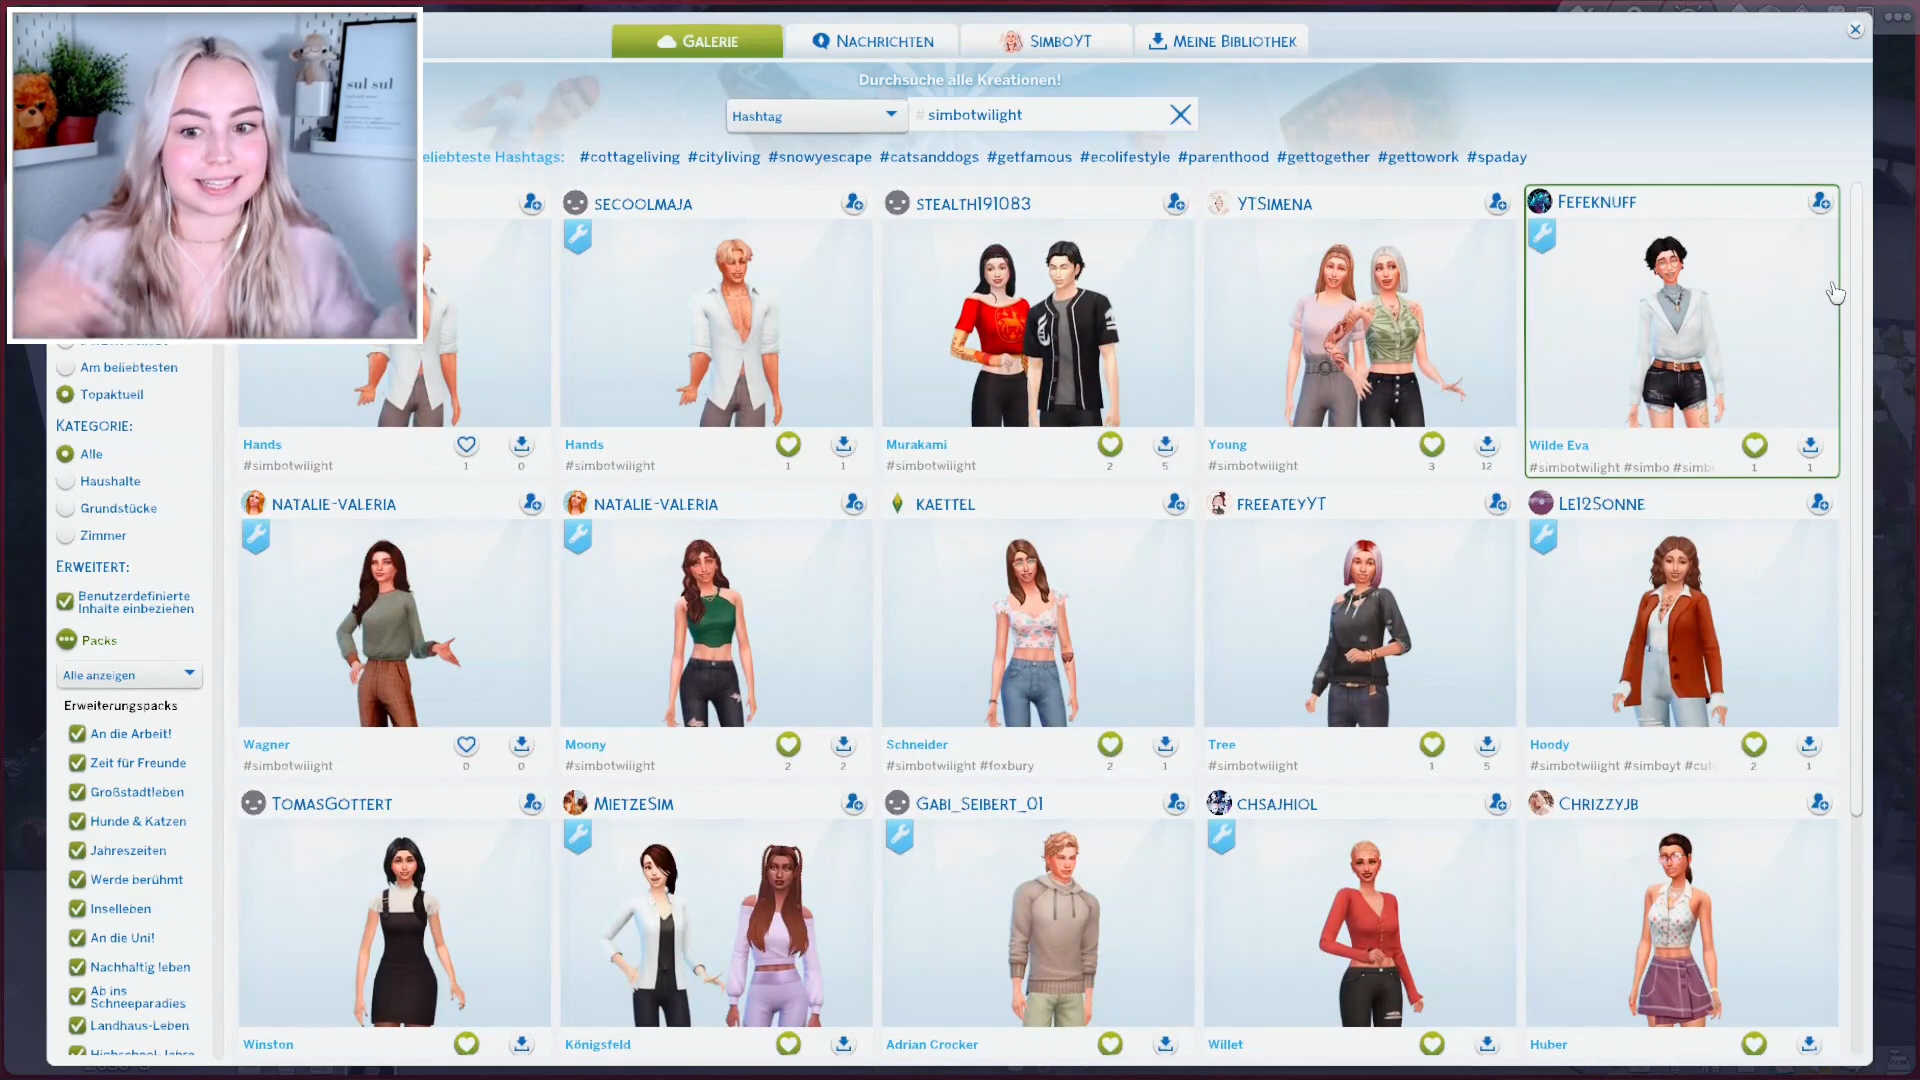 GALERIE
NACHRICHTEN
SIMBOYT
MEINE BIBLIOTHEK
Durchsuche alle Kreationen!
Hashtag
# simbotwilight
eliebteste Hashtags: #cottageliving #cityliving #snowyescape #catsanddogs #getfamous #ecolifestyle #parenthood #gettogether #gettowork #spaday
sul sul
SECOOLMAJA
STEALTH191083
YTSIMENA
FEFEKNUFF
Hands
1
0
#simbotwilight
Hands
1
1
#simbotwilight
Murakami
2
5
#simbotwilight
Young
3
12
#simbotwilight
Wilde Eva
1
1
#simbotwilight #simbo #simb
Am beliebtesten
Topaktuell
KATEGORIE:
Alle
Haushalte
Grundstücke
Zimmer
ERWEITERT:
Benutzerdefinierte
Inhalte einbeziehen
Packs
Alle anzeigen
Erweiterungspacks
An die Arbeit!
Zeit für Freunde
Großstadtleben
Hunde & Katzen
Jahreszeiten
Werde berühmt
Inselleben
An die Uni!
Nachhaltig leben
Ab ins
Schneeparadies
Landhaus-Leben
Highschool-Jahre
NATALIE-VALERIA
NATALIE-VALERIA
KAETTEL
FREEATEYYT
LE12SONNE
Wagner
0
0
#simbotwilight
Moony
2
2
#simbotwilight
Schneider
2
1
#simbotwilight #foxbury
Tree
1
5
#simbotwilight
Hoody
2
1
#simbotwilight #simboyt #cut
TOMASGOTTERT
MIETZESIM
GABI_SEIBERT_01
CHSAJHIOL
CHRIZZYJB
Winston
Königsfeld
Adrian Crocker
Willet
Huber